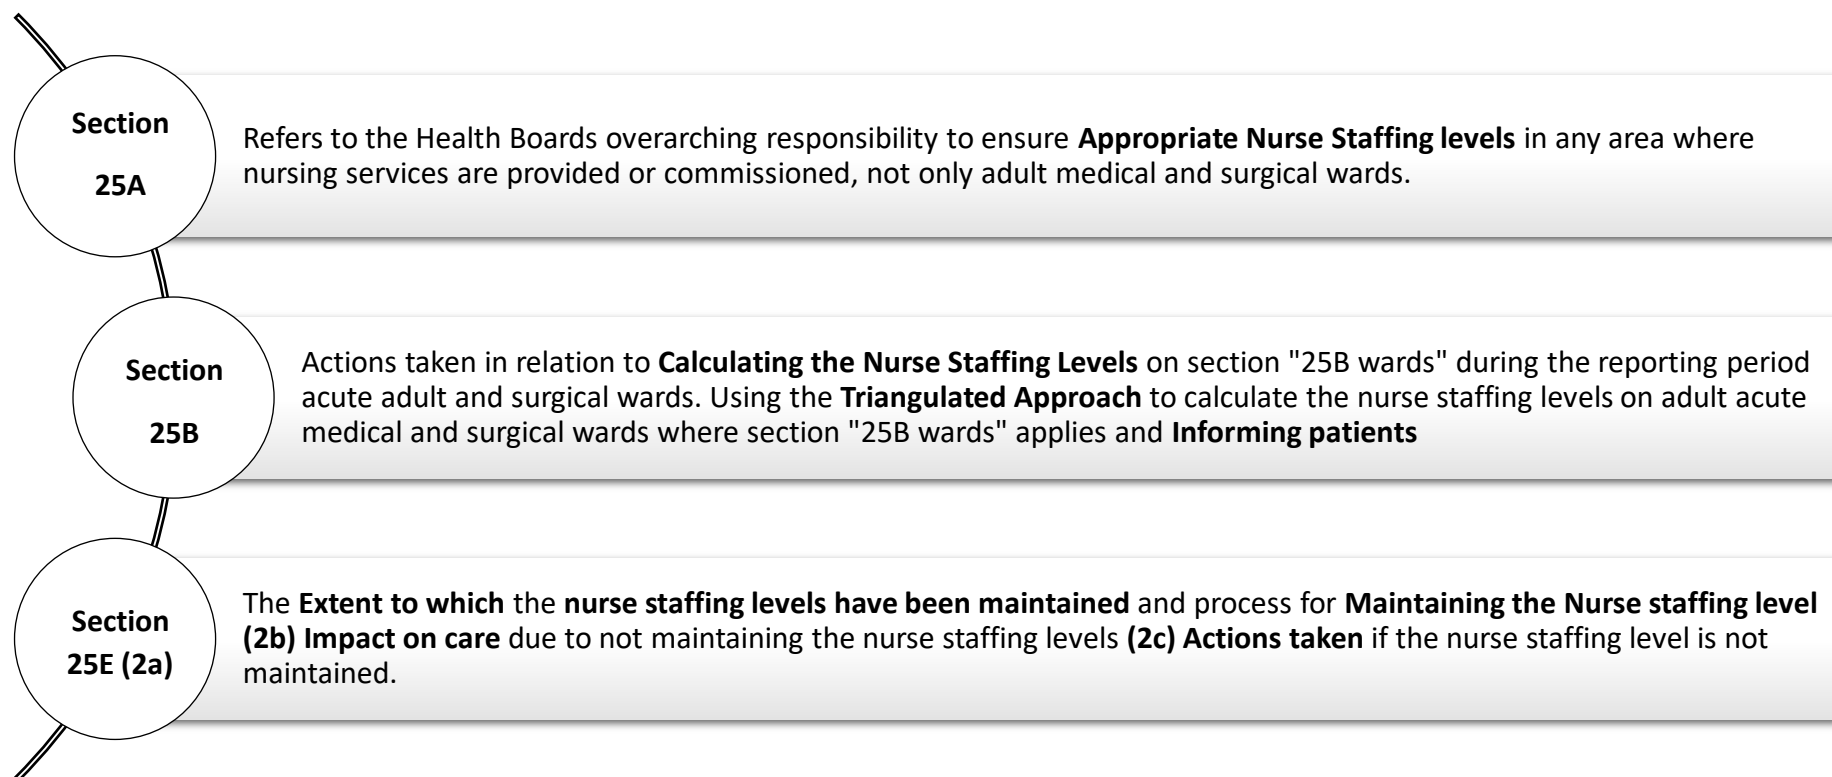 Section
25A
Refers to the Health Boards overarching responsibility to ensure Appropriate Nurse Staffing levels in any area where
nursing services are provided or commissioned, not only adult medical and surgical wards.
Section
25B
Actions taken in relation to Calculating the Nurse Staffing Levels on section "25B wards" during the reporting period
acute adult and surgical wards. Using the Triangulated Approach to calculate the nurse staffing levels on adult acute
medical and surgical wards where section "25B wards" applies and Informing patients
Section
25E (2a)
The Extent to which the nurse staffing levels have been maintained and process for Maintaining the Nurse staffing level
(2b) Impact on care due to not maintaining the nurse staffing levels (2c) Actions taken if the nurse staffing level is not
maintained.